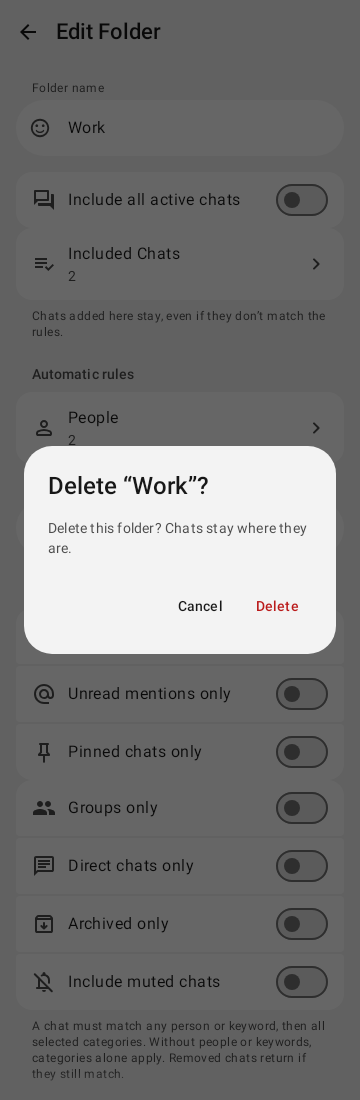 Edit Folder
Folder name
Work
Include all active chats
Included Chats
2
Chats added here stay, even if they don't match the
rules.
Automatic rules
People
2
Delete “Work”?
Delete this folder? Chats stay where they
are.
Cancel
Delete
Unread mentions only
Pinned chats only
Groups only
Direct chats only
Archived only
Include muted chats
A chat must match any person or keyword, then all
selected categories. Without people or keywords,
categories alone apply. Removed chats return if
they still match.